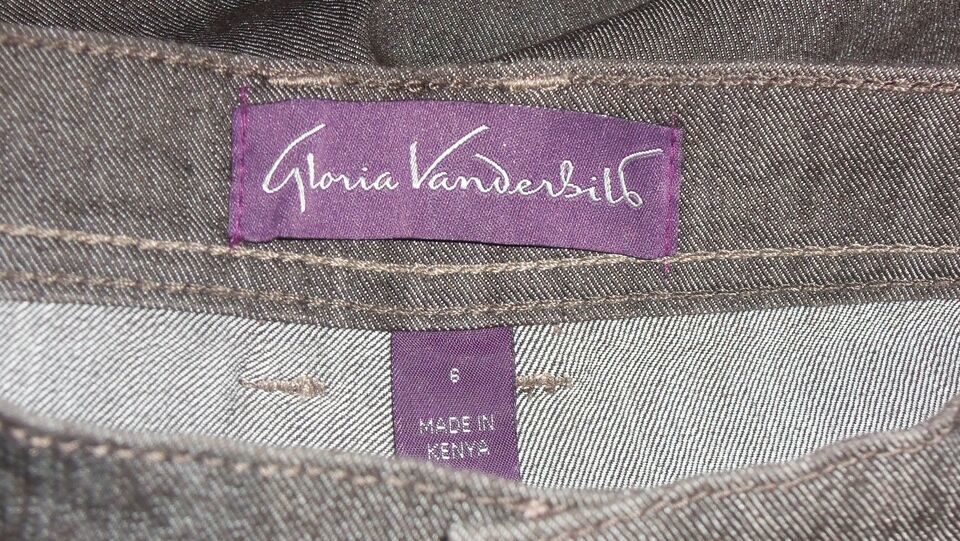 Gloria Vanderbilt
6
MADE IN
KENYA